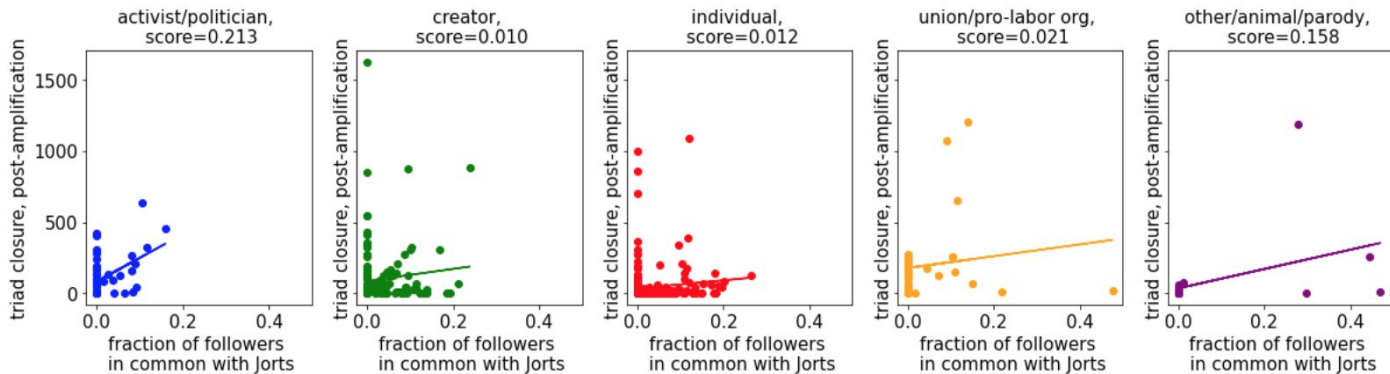 activist/politician,
score=0.213
creator,
score=0.010
individual,
score=0.012
union/pro-labor org,
score=0.021
other/animal/parody,
score=0.158
triad closure, post-amplification
1500
1000
500
0
0.0 0.2 0.4
fraction of followers
in common with Jorts
triad closure, post-amplification
0.0 0.2 0.4
fraction of followers
in common with Jorts
triad closure, post-amplification
0.0 0.2 0.4
fraction of followers
in common with Jorts
triad closure, post-amplification
0.0 0.2 0.4
fraction of followers
in common with Jorts
triad closure, post-amplification
0.0 0.2 0.4
fraction of followers
in common with Jorts